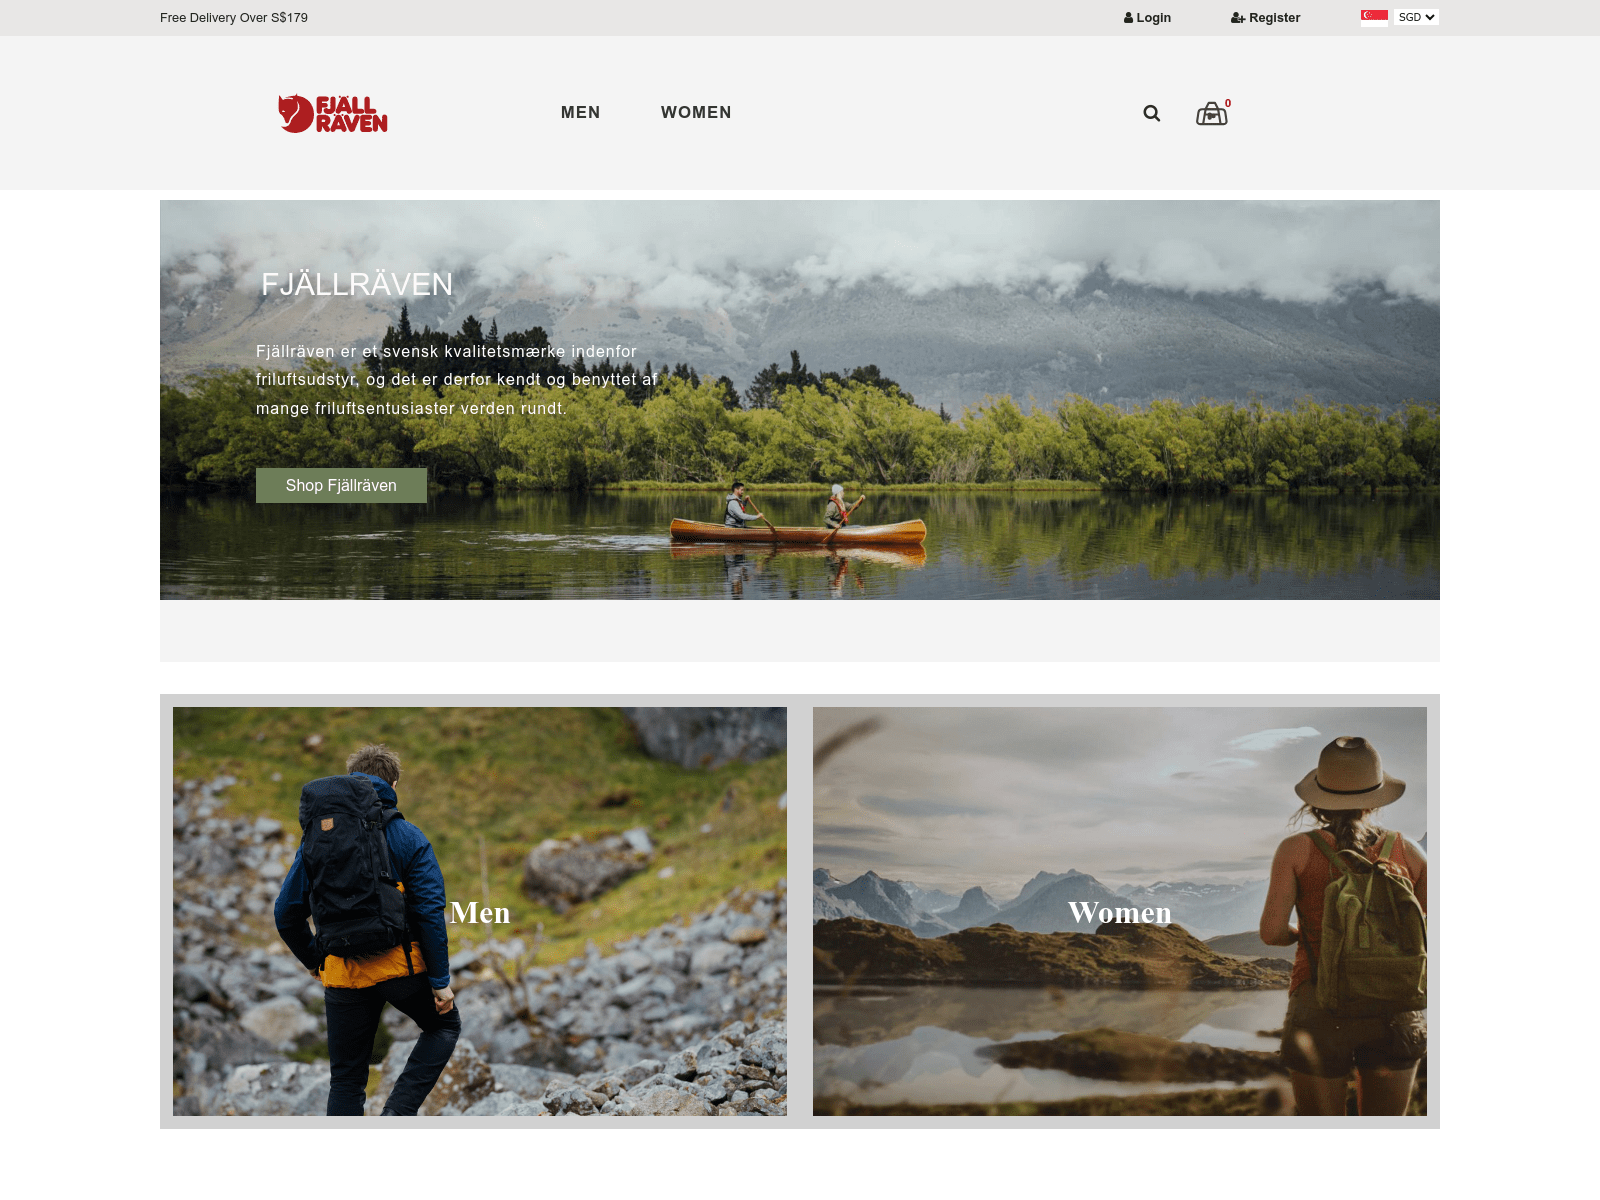 Free Delivery Over S$179
Login
Register
SGD
FJÄLL
RÄVEN
MEN
WOMEN
0
FJÄLLRÄVEN
Fjällräven er et svensk kvalitetsmærke indenfor
friluftsudstyr, og det er derfor kendt og benyttet af
mange friluftsentusiaster verden rundt.
Shop Fjällräven
Men
Women